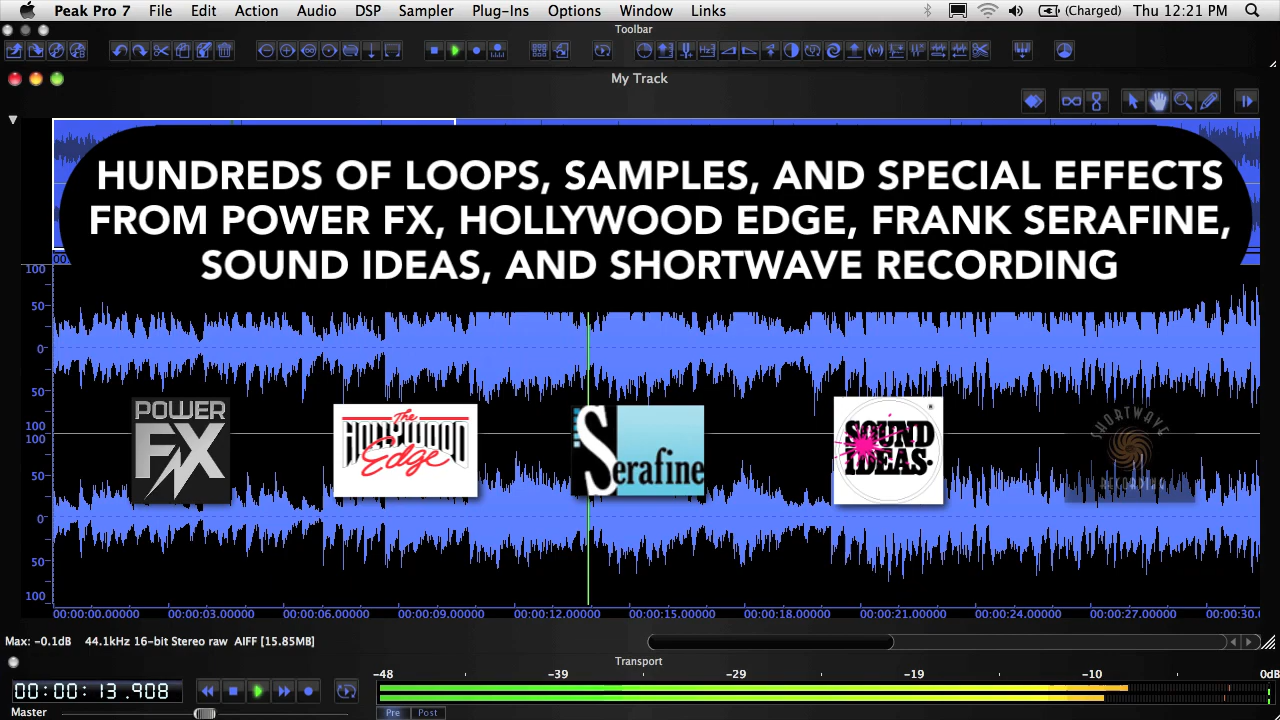 Peak Pro 7 File Edit Action Audio DSP Sampler Plug-Ins Options Window Links (Charged) Thu 12:21 PM
Toolbar
My Track
HUNDREDS OF LOOPS, SAMPLES, AND SPECIAL EFFECTS
FROM POWER FX, HOLLYWOOD EDGE, FRANK SERAFINE,
SOUND IDEAS, AND SHORTWAVE RECORDING
100
50
0
50
100
100
50
0
50
100
POWER
FX
The
HOLLYWOOD
Edge
Serafine
SOUND
IDEAS
SHORTWAVE
RECORDING
00:00:00.00000 00:00:03.00000 00:00:06.00000 00:00:09.00000 00:00:12.00000 00:00:15.00000 00:00:18.00000 00:00:21.00000 00:00:24.00000 00:00:27.00000 00:00:30.
Max: -0.1dB 44.1kHz 16-bit Stereo raw AIFF [15.85MB]
Transport
-48 -39 -29 -19 -10 0dB
00:00:13.908
Master
Pre Post